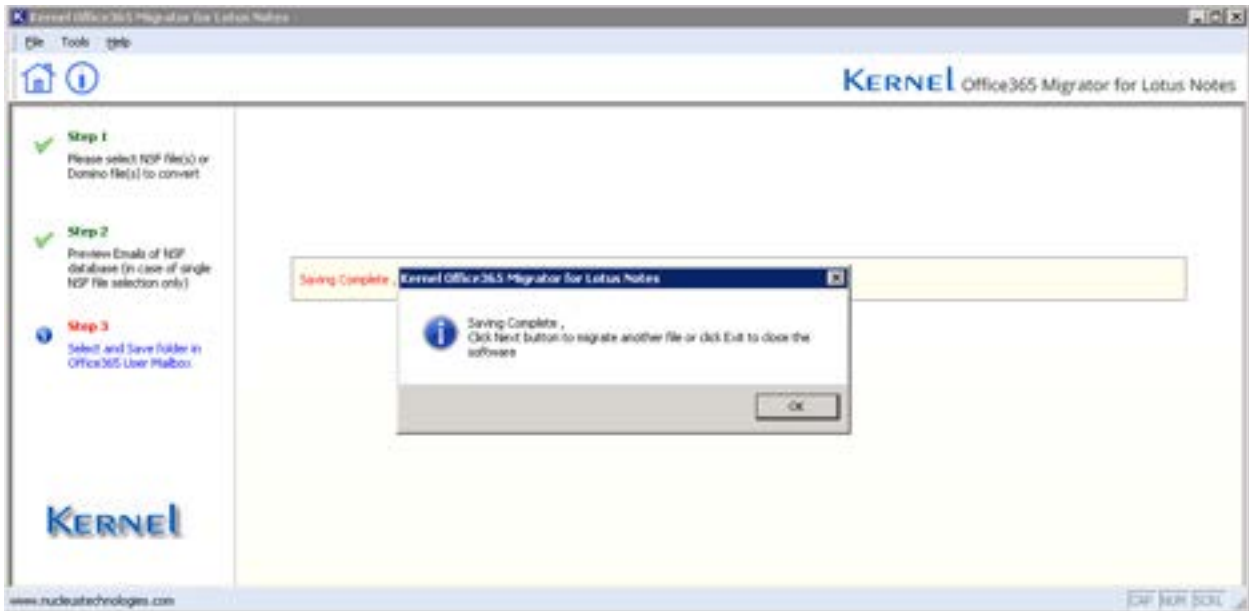 Kernel Office365 Migrator for Lotus Notes
File Tools Help
KERNEL Office365 Migrator for Lotus Notes
Step 1
Please select NSF file(s) or
Domino file(s) to convert
Step 2
Preview Emails of NSF
database (in case of single
NSF file selection only)
Step 3
Select and Save folder in
Office365 User Mailbox
Saving Complete ,
Kernel Office365 Migrator for Lotus Notes
Saving Complete ,
Click Next button to migrate another file or click Exit to close the
software
OK
KERNEL
www.nucleustechnologies.com
CAP NUM SCRL